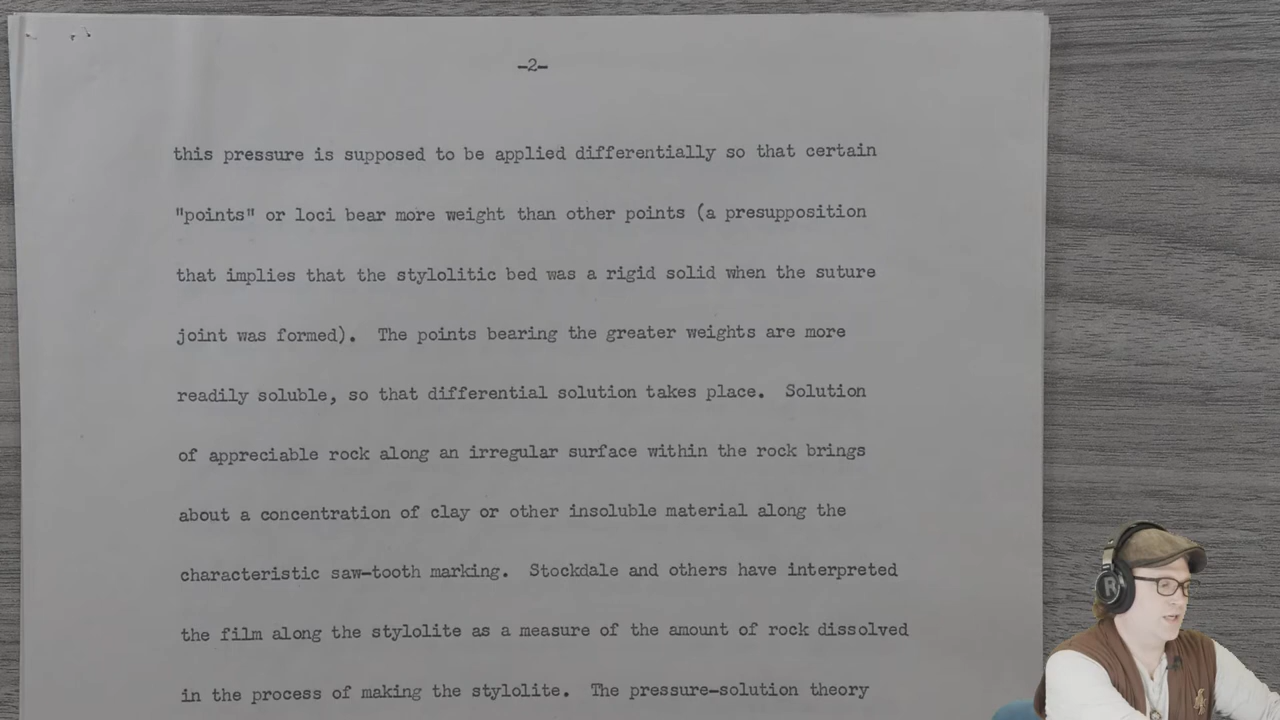 -2-
this pressure is supposed to be applied differentially so that certain
"points" or loci bear more weight than other points (a presupposition
that implies that the stylolitic bed was a rigid solid when the suture
joint was formed).  The points bearing the greater weights are more
readily soluble, so that differential solution takes place.  Solution
of appreciable rock along an irregular surface within the rock brings
about a concentration of clay or other insoluble material along the
characteristic saw-tooth marking.  Stockdale and others have interpreted
the film along the stylolite as a measure of the amount of rock dissolved
in the process of making the stylolite.  The pressure-solution theory
R